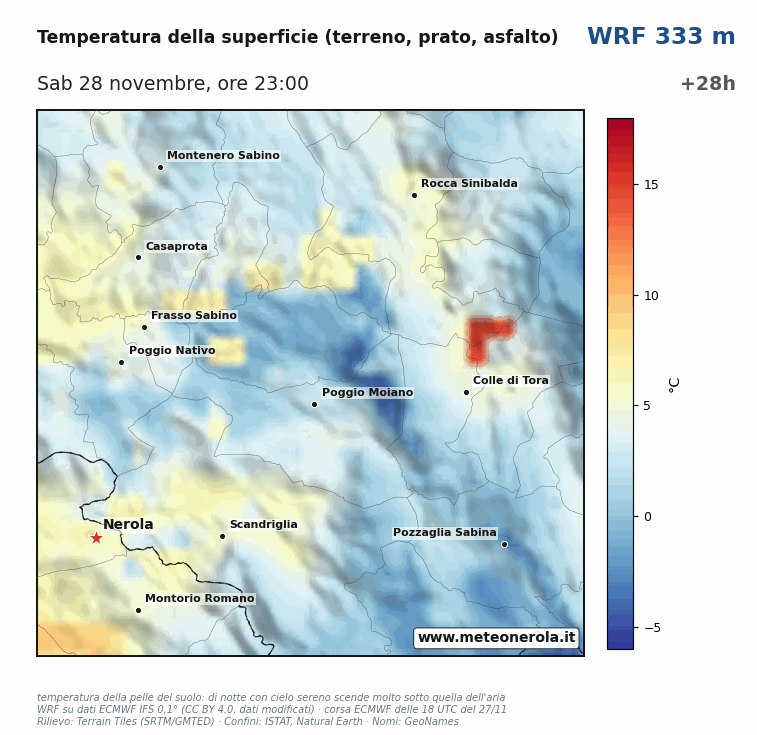 Temperatura della superficie (terreno, prato, asfalto) WRF 333 m
Sab 28 novembre, ore 23:00 +28h
Montenero Sabino
Rocca Sinibalda
15
Casaprota
10
Frasso Sabino
Poggio Nativo
Colle di Tora
°C
Poggio Moiano
5
0
Nerola
Scandriglia
Pozzaglia Sabina
Montorio Romano
−5
www.meteonerola.it
temperatura della pelle del suolo: di notte con cielo sereno scende molto sotto quella dell'aria
WRF su dati ECMWF IFS 0,1° (CC BY 4.0, dati modificati) · corsa ECMWF delle 18 UTC del 27/11
Rilievo: Terrain Tiles (SRTM/GMTED) · Confini: ISTAT, Natural Earth · Nomi: GeoNames